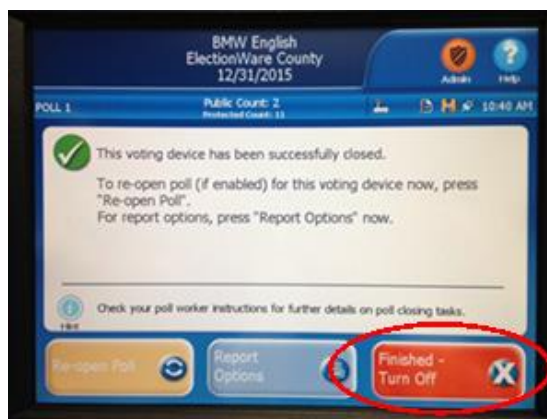 BMW English
ElectionWare County
12/31/2015
Admin
Help
POLL 1
Public Count: 2
Protected Count: 11
10:40 AM
This voting device has been successfully closed.
To re-open poll (if enabled) for this voting device now, press
"Re-open Poll".
For report options, press "Report Options" now.
Check your poll worker instructions for further details on poll closing tasks.
Hint
Re-open Poll
Report
Options
Finished -
Turn Off